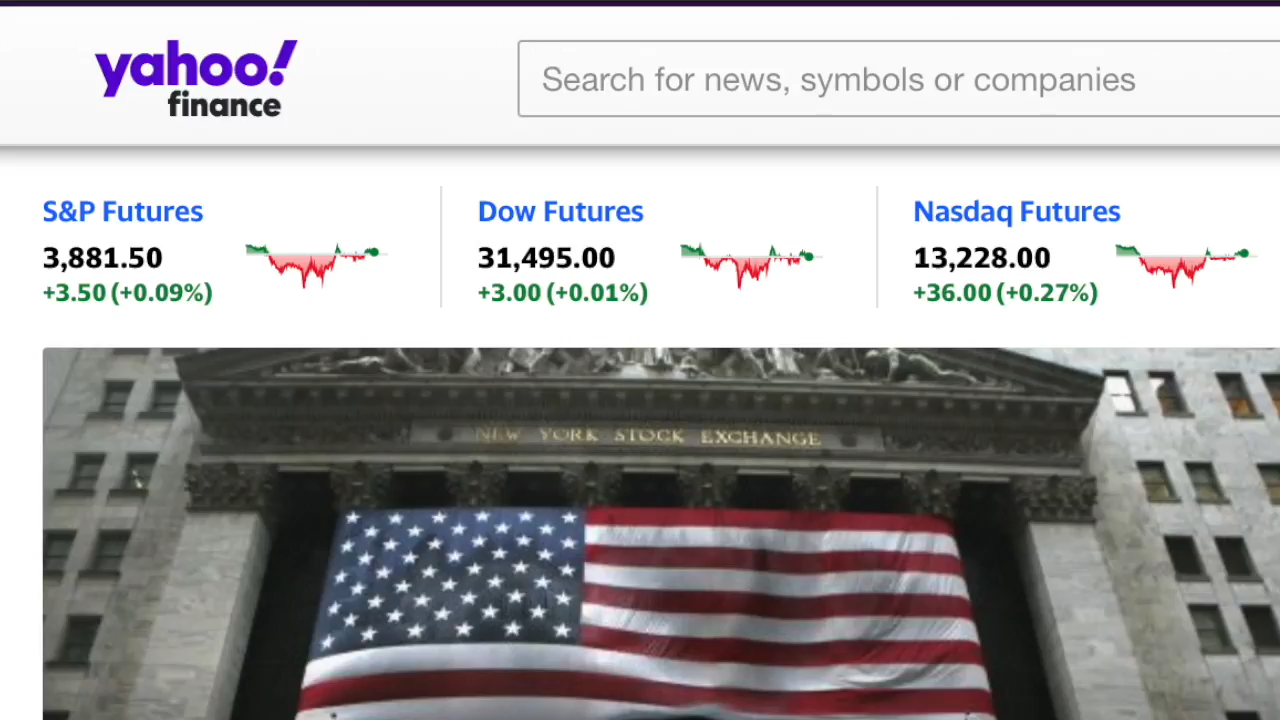 yahoo!
finance
Search for news, symbols or companies
S&P Futures
3,881.50
+3.50 (+0.09%)
Dow Futures
31,495.00
+3.00 (+0.01%)
Nasdaq Futures
13,228.00
+36.00 (+0.27%)
NEW YORK STOCK EXCHANGE